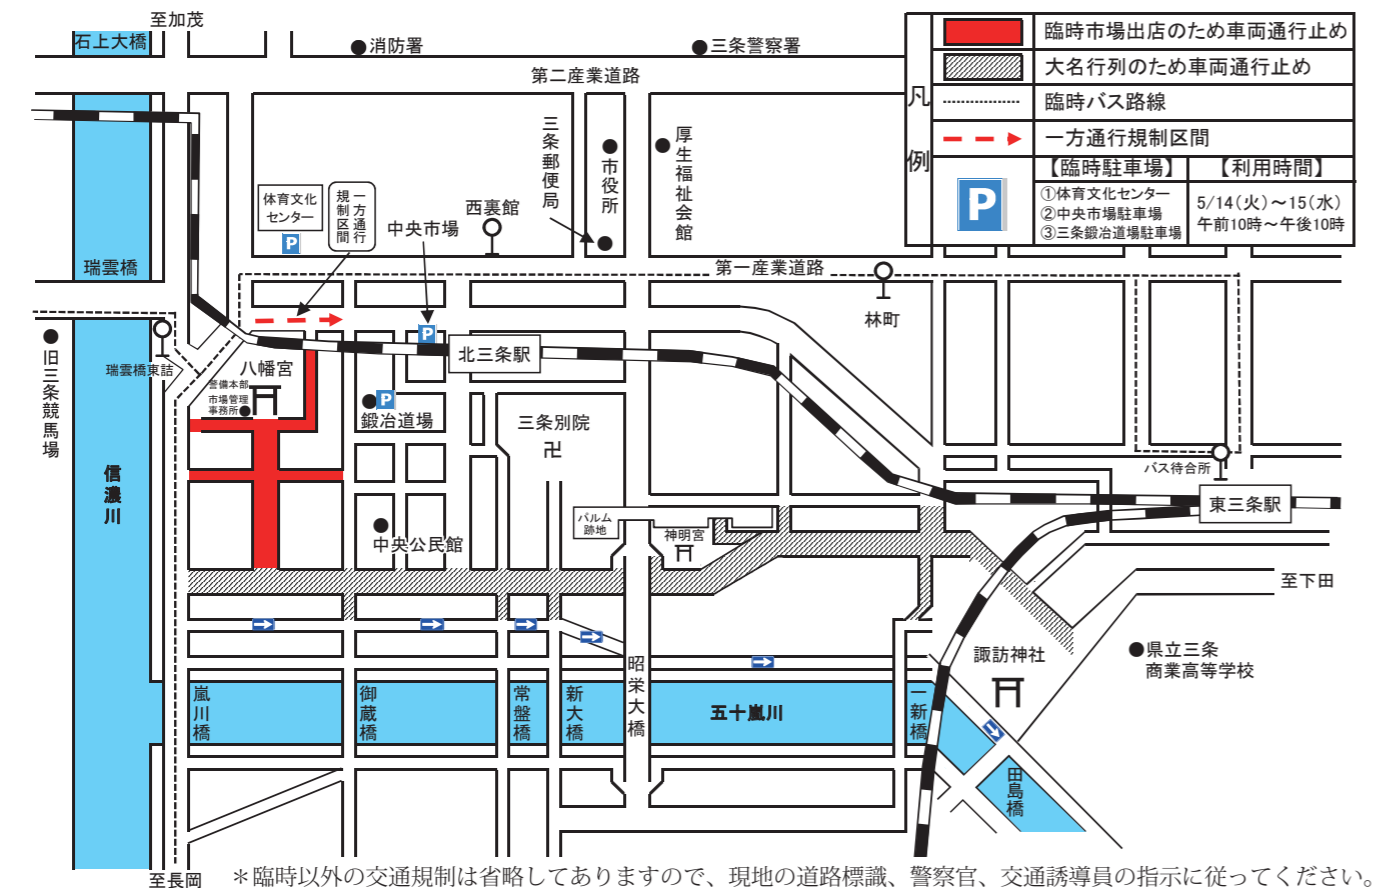 至加茂
石上大橋
消防署
三条警察署
第二産業道路
凡例
臨時市場出店のため車両通行止め
大名行列のため車両通行止め
臨時バス路線
一方通行規制区間
P
【臨時駐車場】
①体育文化センター
②中央市場駐車場
③三条鍛冶道場駐車場
【利用時間】
5/14(火)～15(水)
午前10時～午後10時
三条郵便局
市役所
厚生福祉会館
体育文化
センター
P
一方通行
規制区間
中央市場
西裏館
瑞雲橋
第一産業道路
林町
P
北三条駅
旧三条競馬場
瑞雲橋東詰
八幡宮
警備本部
市場管理
事務所
P
鍛冶道場
三条別院
卍
バス待合所
東三条駅
信濃川
中央公民館
パルム
跡地
神明宮
至下田
昭栄大橋
諏訪神社
県立三条
商業高等学校
嵐川橋
御蔵橋
常盤橋
新大橋
五十嵐川
一新橋
田島橋
至長岡
＊臨時以外の交通規制は省略してありますので、現地の道路標識、警察官、交通誘導員の指示に従ってください。